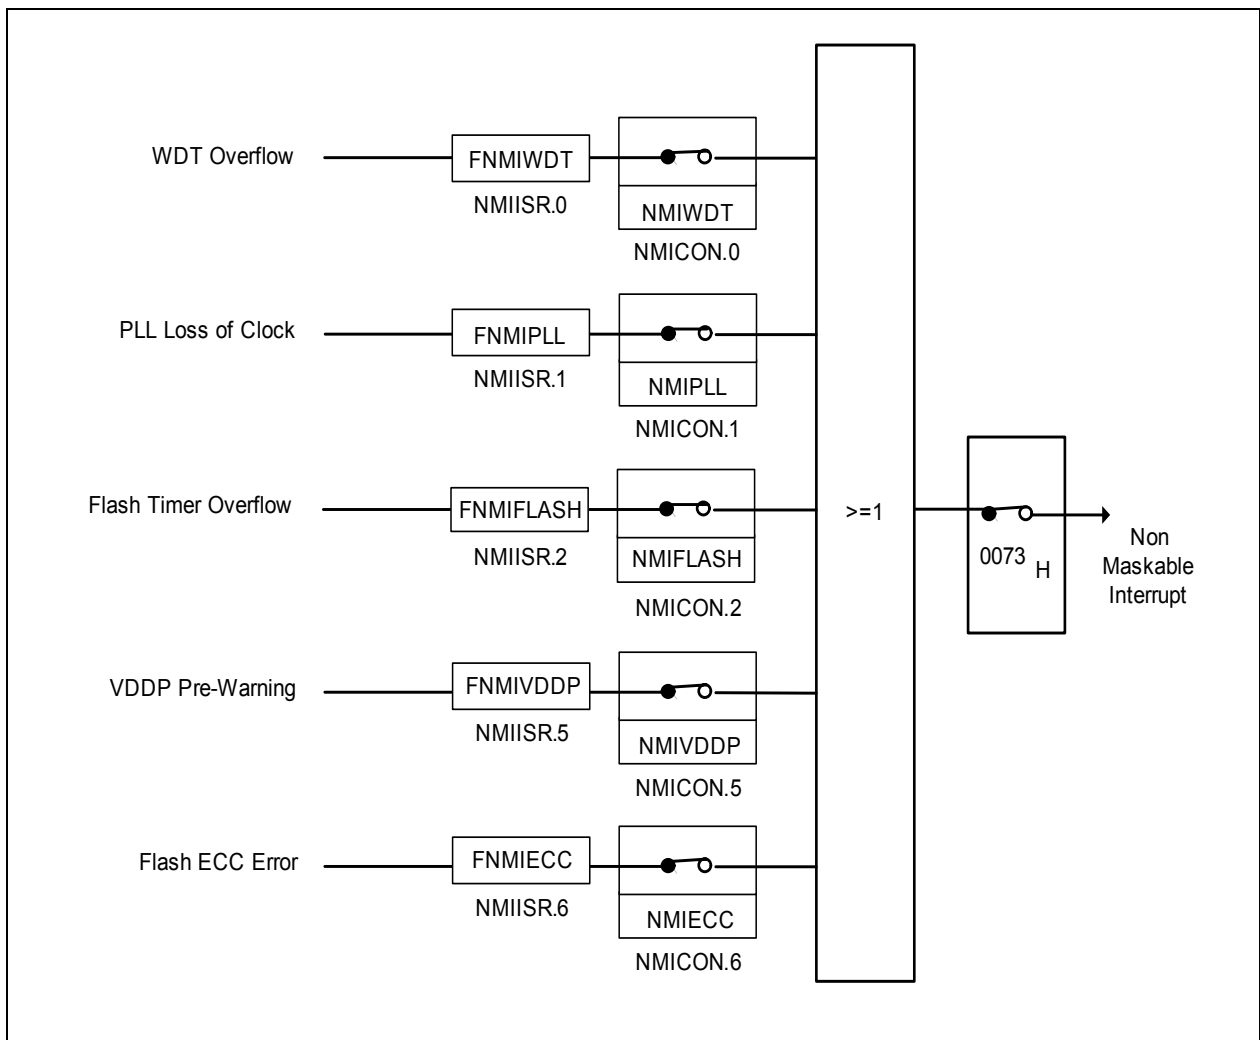 WDT Overflow
FNMIWDT
NMIISR.0
NMIWDT
NMICON.0
PLL Loss of Clock
FNMIPLL
NMIISR.1
NMIPLL
NMICON.1
Flash Timer Overflow
FNMIFLASH
NMIISR.2
NMIFLASH
NMICON.2
VDDP Pre-Warning
FNMIVDDP
NMIISR.5
NMIVDDP
NMICON.5
Flash ECC Error
FNMIECC
NMIISR.6
NMIECC
NMICON.6
>=1
0073 H
Non
Maskable
Interrupt